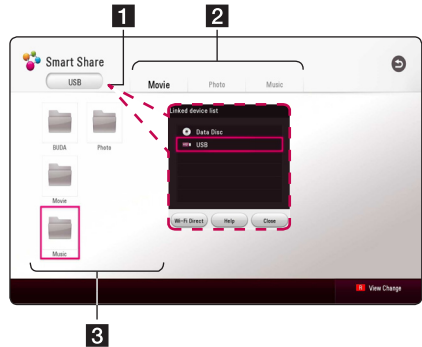 1
2
Smart Share
USB
Movie Photo Music
Linked device list
Data Disc
USB
BUDA Photo
Movie
Music
Wi-Fi Direct Help Close
R View Change
3